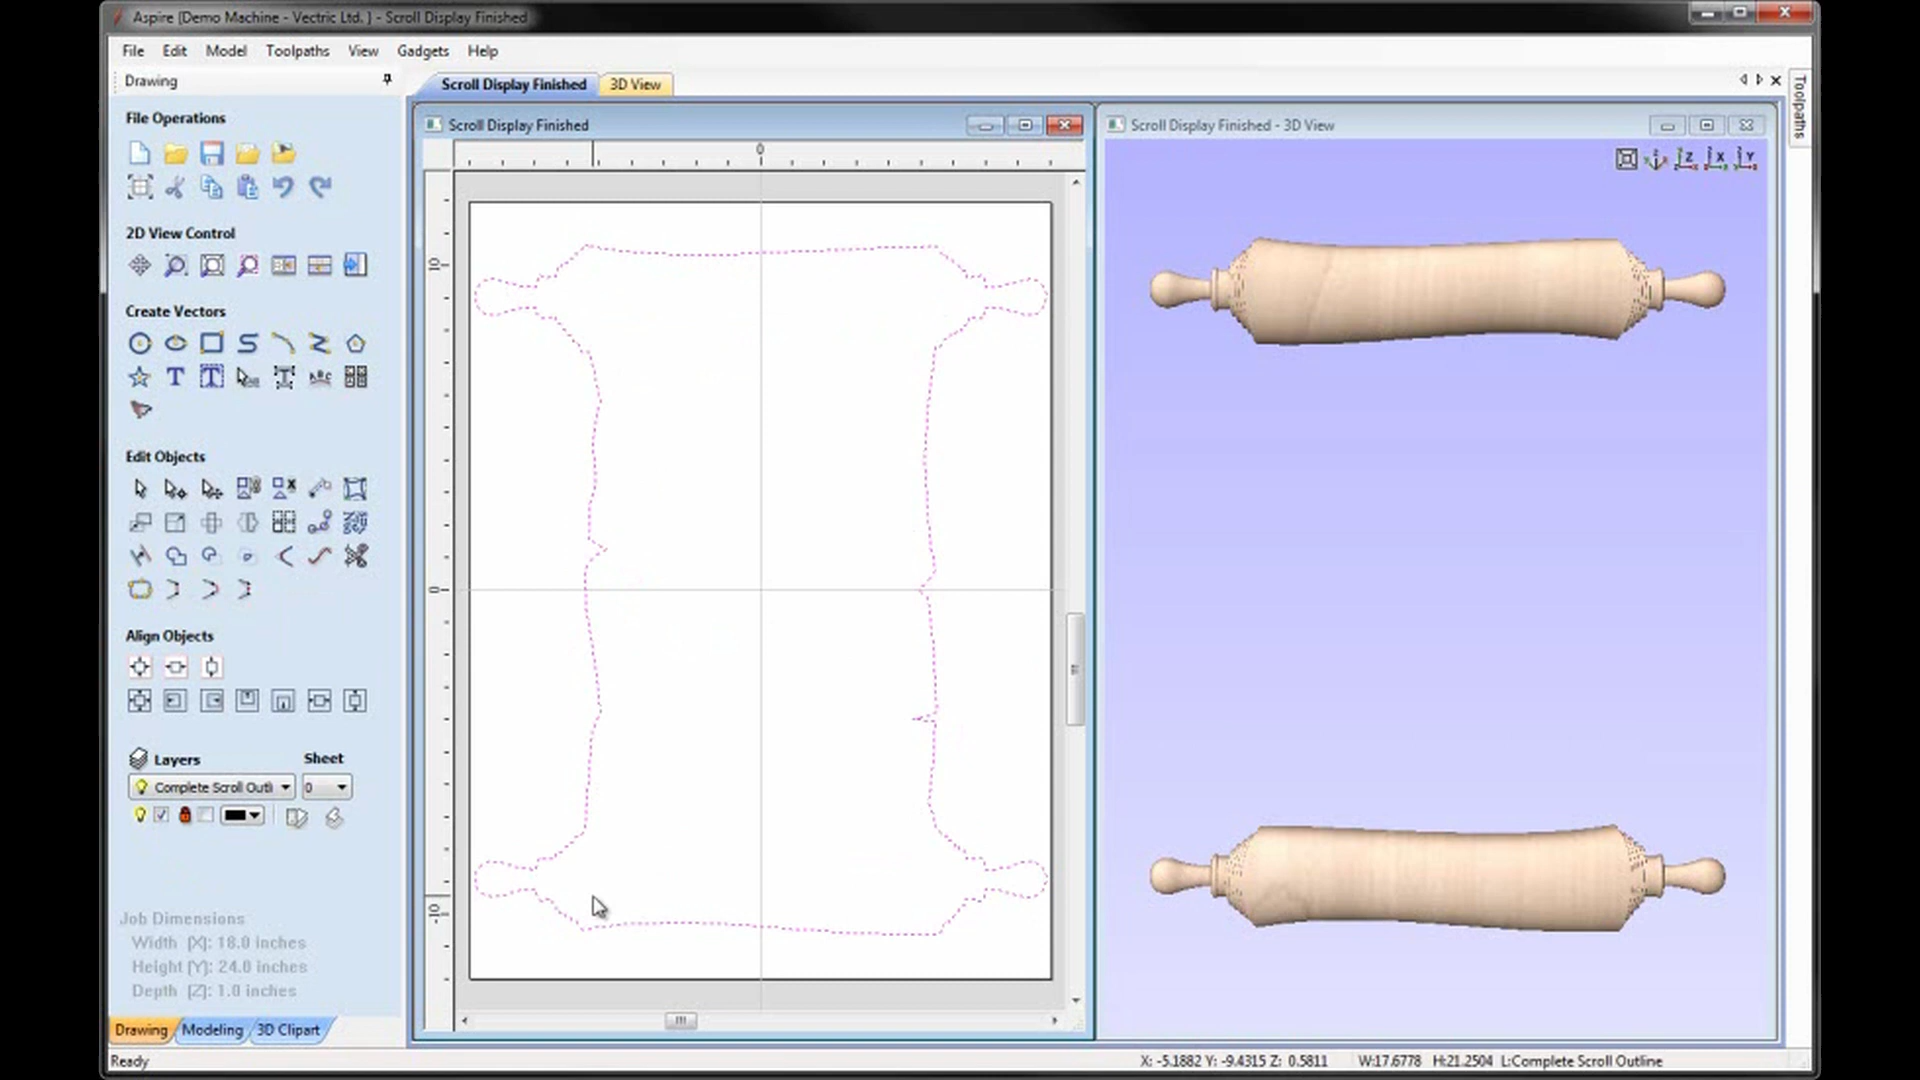 Aspire (Demo Machine - Vectric Ltd. ) - Scroll Display Finished
File Edit Model Toolpaths View Gadgets Help
Drawing
Scroll Display Finished 3D View
Toolpaths
File Operations
Scroll Display Finished
Scroll Display Finished - 3D View
0
Z X Y
2D View Control
10
Create Vectors
Edit Objects
0
Align Objects
Layers Sheet
Complete Scroll Outli 0
-10
Job Dimensions
Width (X): 18.0 inches
Height (Y): 24.0 inches
Depth (Z): 1.0 inches
Drawing Modeling 3D Clipart
Ready
X: -5.1882 Y: -9.4315 Z: 0.5811 W:17.6778 H:21.2504 L:Complete Scroll Outline